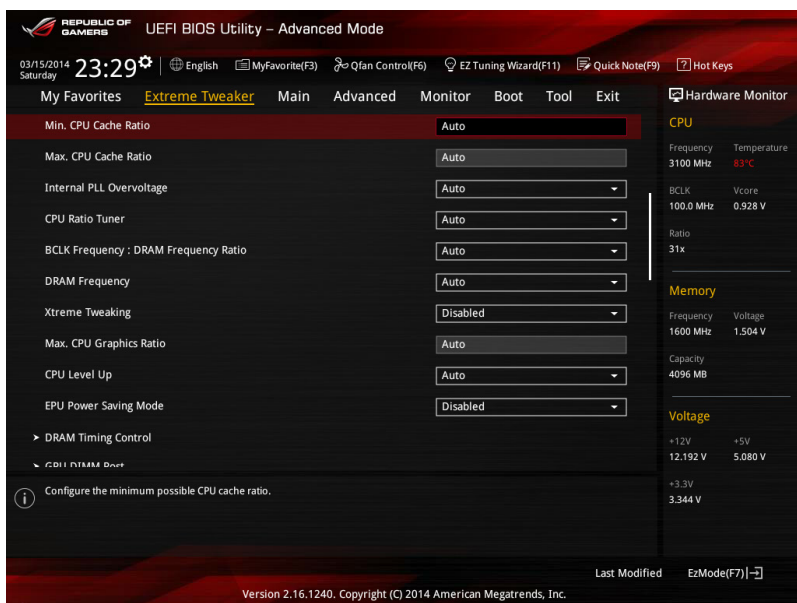 REPUBLIC OF GAMERS
UEFI BIOS Utility – Advanced Mode
03/15/2014 Saturday 23:29
English MyFavorite(F3) Qfan Control(F6) EZ Tuning Wizard(F11) Quick Note(F9) ? Hot Keys
My Favorites Extreme Tweaker Main Advanced Monitor Boot Tool Exit
Min. CPU Cache Ratio Auto
Max. CPU Cache Ratio Auto
Internal PLL Overvoltage Auto
CPU Ratio Tuner Auto
BCLK Frequency : DRAM Frequency Ratio Auto
DRAM Frequency Auto
Xtreme Tweaking Disabled
Max. CPU Graphics Ratio Auto
CPU Level Up Auto
EPU Power Saving Mode Disabled
> DRAM Timing Control
> GPU DIMM Post
i Configure the minimum possible CPU cache ratio.
Hardware Monitor
CPU
Frequency Temperature
3100 MHz 83°C
BCLK Vcore
100.0 MHz 0.928 V
Ratio
31x
Memory
Frequency Voltage
1600 MHz 1.504 V
Capacity
4096 MB
Voltage
+12V +5V
12.192 V 5.080 V
+3.3V
3.344 V
Last Modified EzMode(F7)
Version 2.16.1240. Copyright (C) 2014 American Megatrends, Inc.